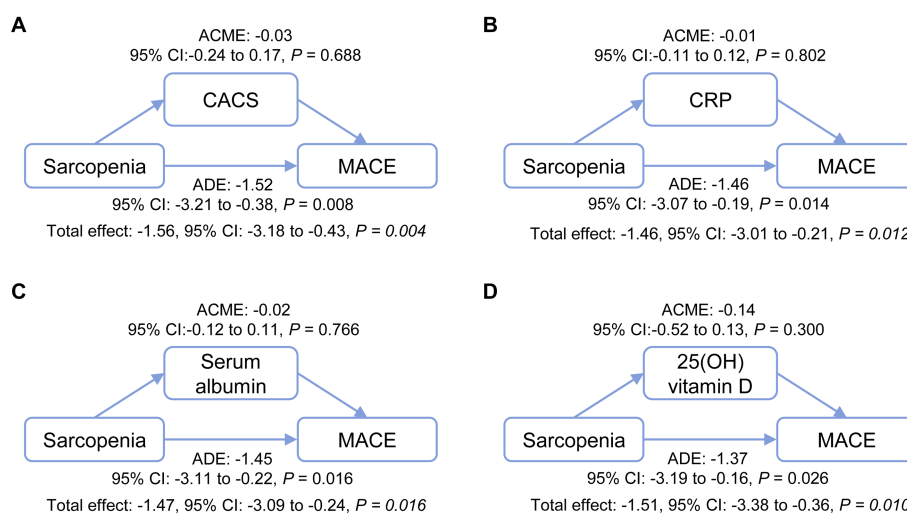 A
ACME: -0.03
95% CI:-0.24 to 0.17, P = 0.688
CACS
Sarcopenia
MACE
ADE: -1.52
95% CI: -3.21 to -0.38, P = 0.008
Total effect: -1.56, 95% CI: -3.18 to -0.43, P = 0.004
B
ACME: -0.01
95% CI:-0.11 to 0.12, P = 0.802
CRP
Sarcopenia
MACE
ADE: -1.46
95% CI: -3.07 to -0.19, P = 0.014
Total effect: -1.46, 95% CI: -3.01 to -0.21, P = 0.012
C
ACME: -0.02
95% CI:-0.12 to 0.11, P = 0.766
Serum
albumin
Sarcopenia
MACE
ADE: -1.45
95% CI: -3.11 to -0.22, P = 0.016
Total effect: -1.47, 95% CI: -3.09 to -0.24, P = 0.016
D
ACME: -0.14
95% CI:-0.52 to 0.13, P = 0.300
25(OH)
vitamin D
Sarcopenia
MACE
ADE: -1.37
95% CI: -3.19 to -0.16, P = 0.026
Total effect: -1.51, 95% CI: -3.38 to -0.36, P = 0.010